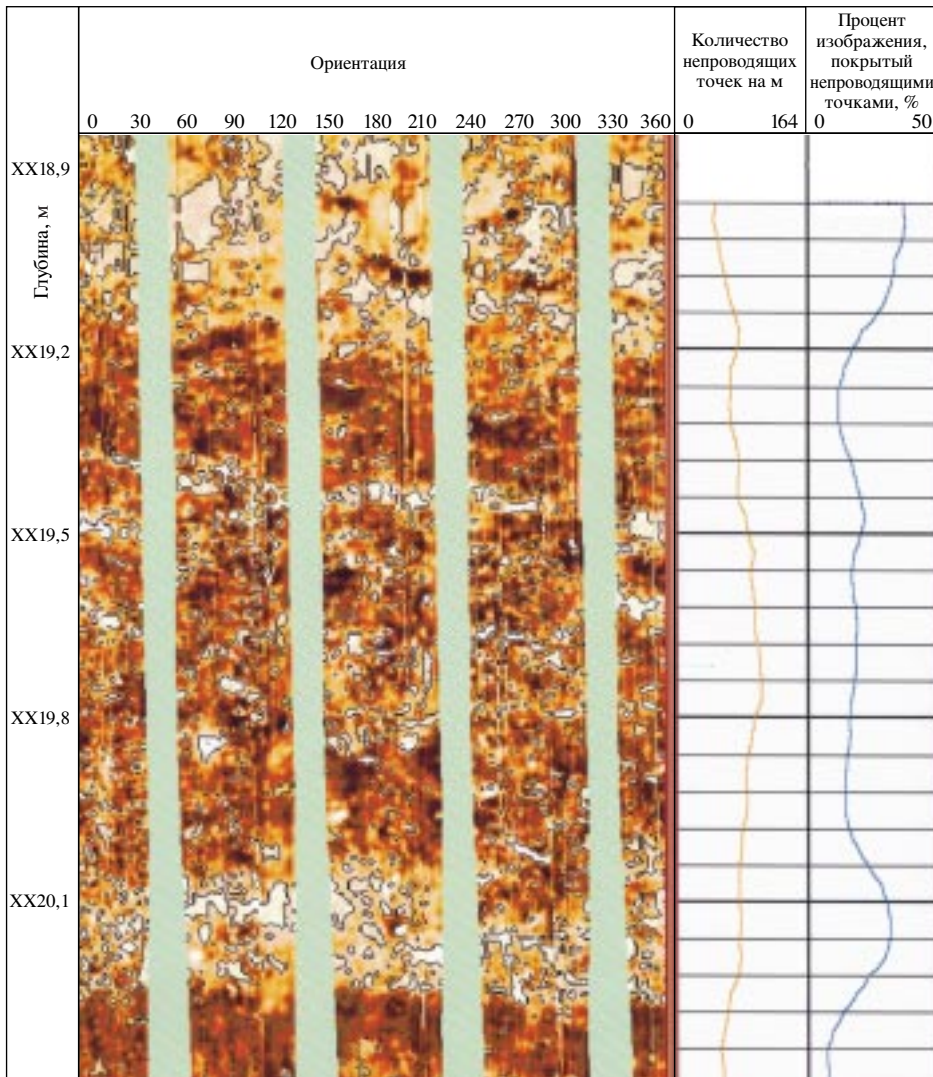 Ориентация
0 30 60 90 120 150 180 210 240 270 300 330 360
Количество
непроводящих
точек на м
0 164
Процент
изображения,
покрытый
непроводящими
точками, %
0 50
Глубина, м
XX18,9
XX19,2
XX19,5
XX19,8
XX20,1